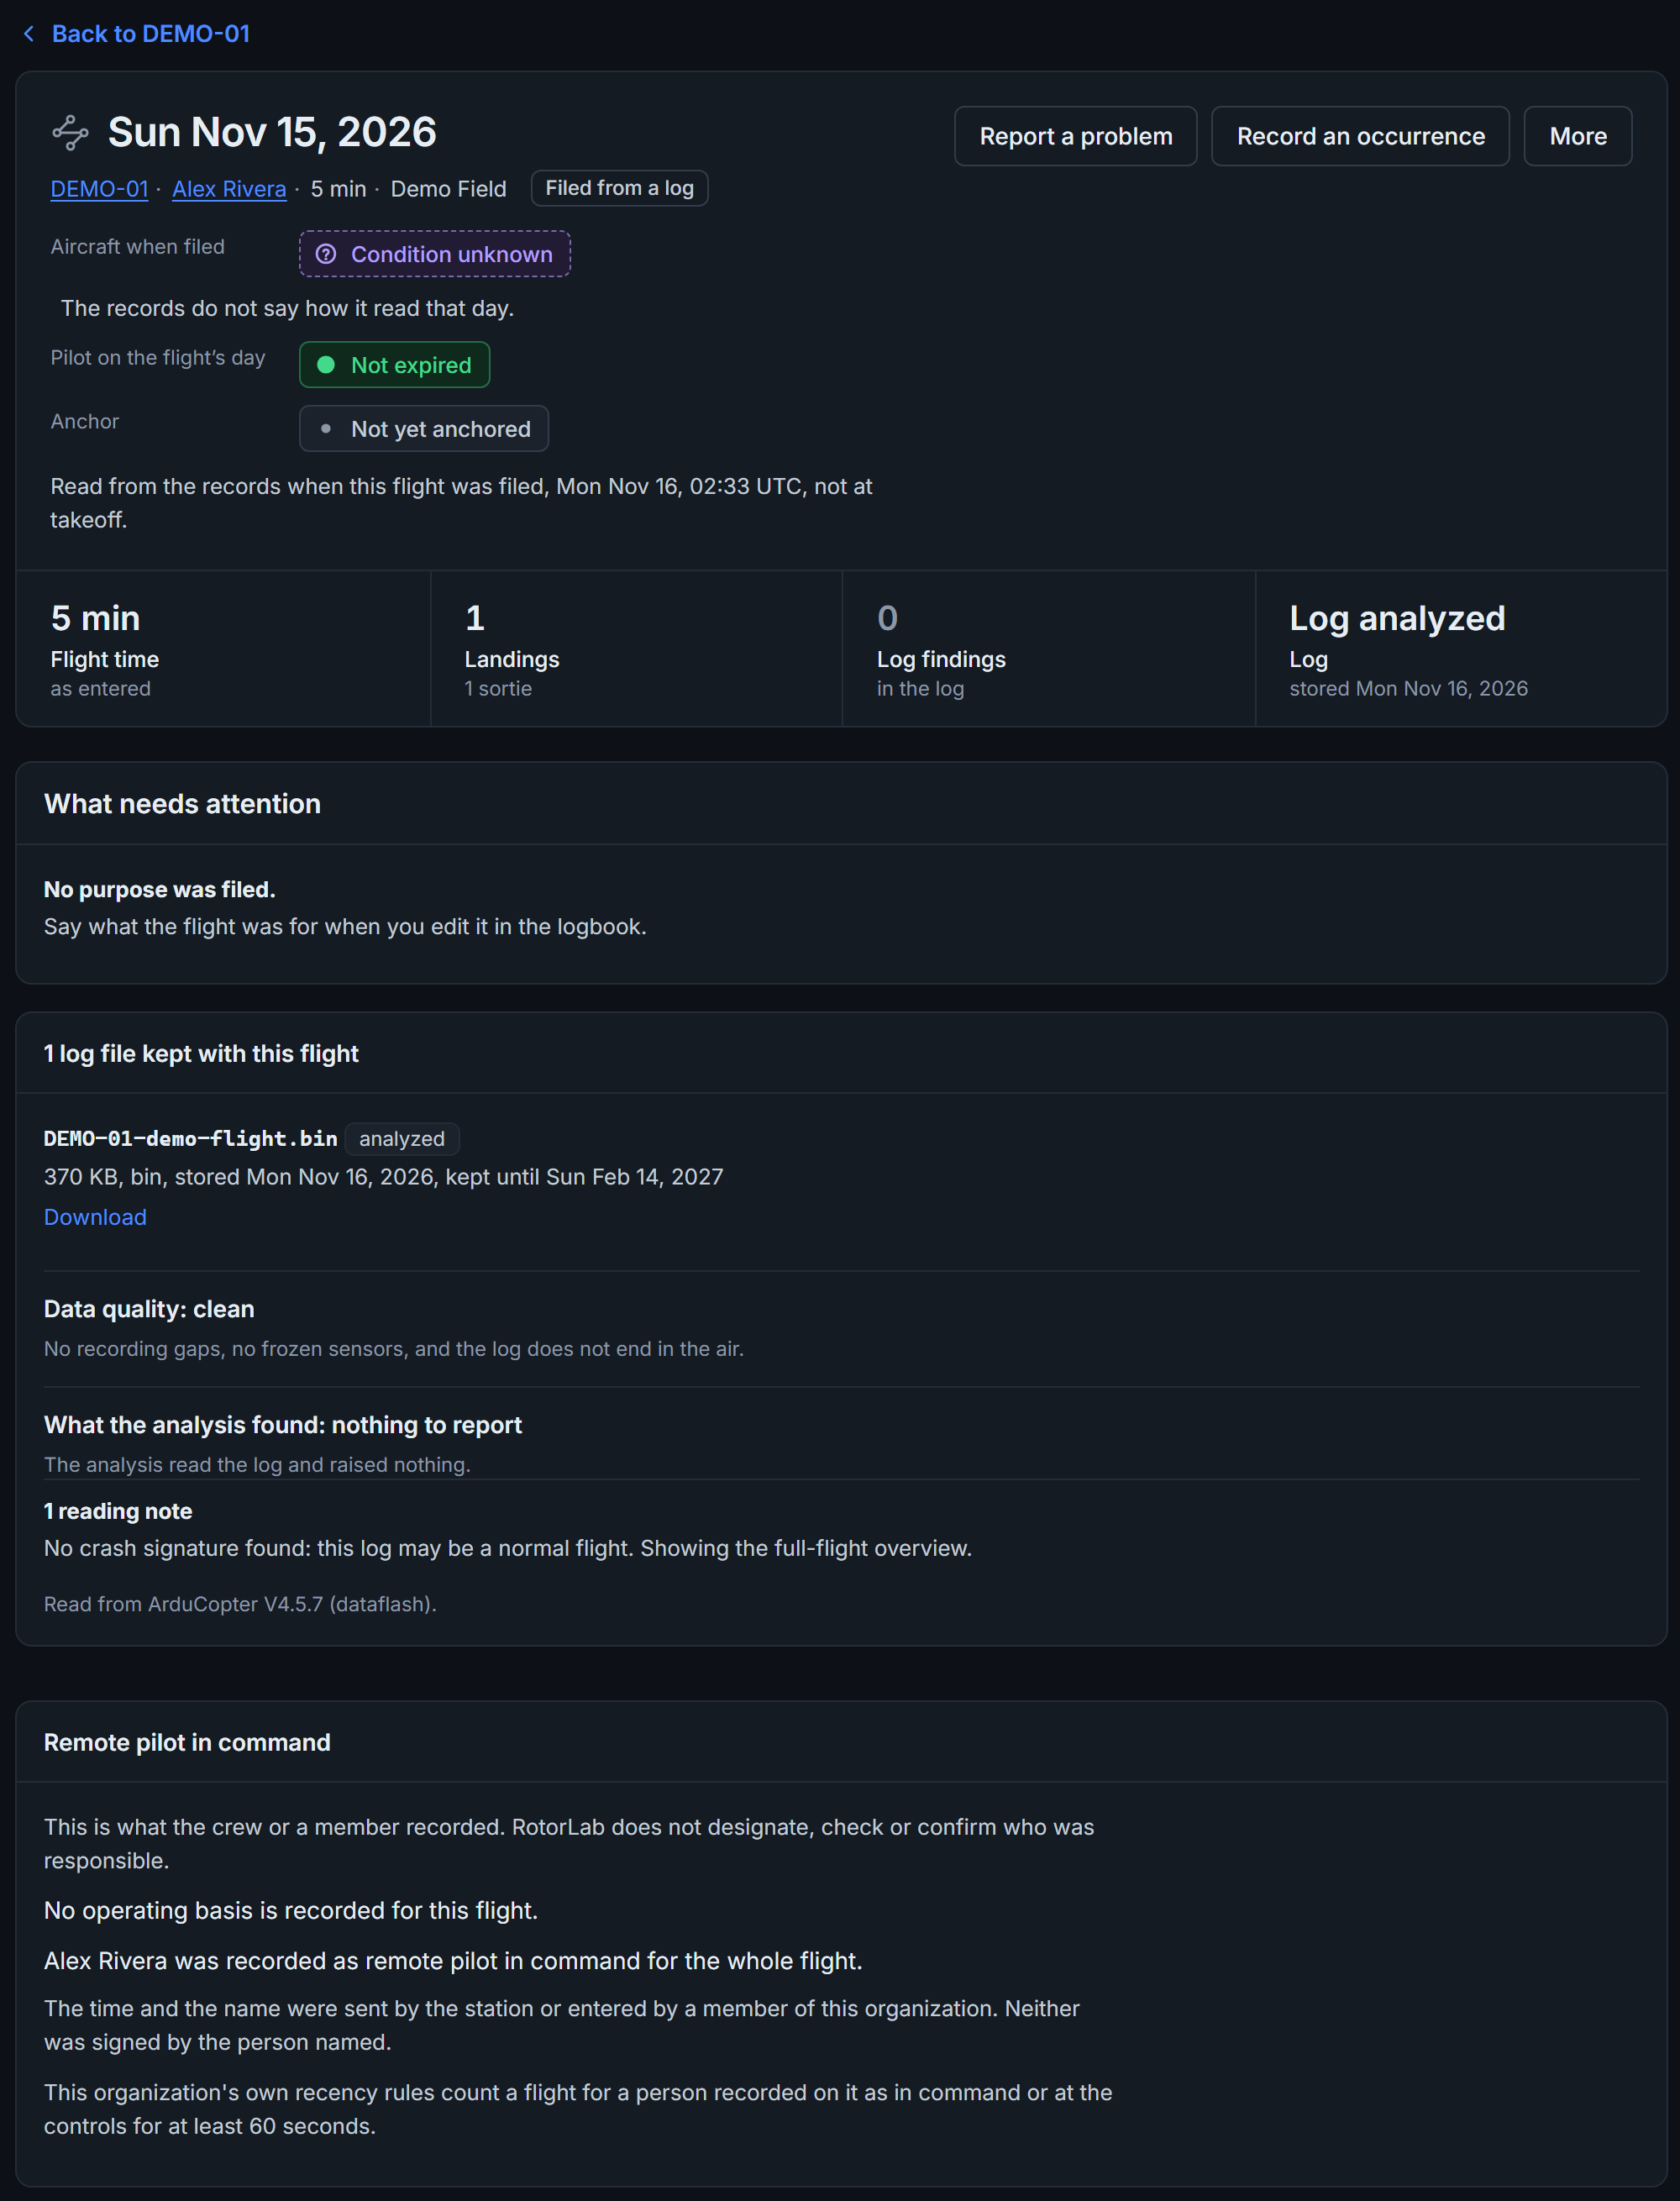 Back to DEMO-01
Sun Nov 15, 2026
Report a problem
Record an occurrence
More
DEMO-01 · Alex Rivera · 5 min · Demo Field Filed from a log
Aircraft when filed
Condition unknown
The records do not say how it read that day.
Pilot on the flight’s day
Not expired
Anchor
Not yet anchored
Read from the records when this flight was filed, Mon Nov 16, 02:33 UTC, not at
takeoff.
5 min
Flight time
as entered
1
Landings
1 sortie
0
Log findings
in the log
Log analyzed
Log
stored Mon Nov 16, 2026
What needs attention
No purpose was filed.
Say what the flight was for when you edit it in the logbook.
1 log file kept with this flight
DEMO-01-demo-flight.bin analyzed
370 KB, bin, stored Mon Nov 16, 2026, kept until Sun Feb 14, 2027
Download
Data quality: clean
No recording gaps, no frozen sensors, and the log does not end in the air.
What the analysis found: nothing to report
The analysis read the log and raised nothing.
1 reading note
No crash signature found: this log may be a normal flight. Showing the full-flight overview.
Read from ArduCopter V4.5.7 (dataflash).
Remote pilot in command
This is what the crew or a member recorded. RotorLab does not designate, check or confirm who was
responsible.
No operating basis is recorded for this flight.
Alex Rivera was recorded as remote pilot in command for the whole flight.
The time and the name were sent by the station or entered by a member of this organization. Neither
was signed by the person named.
This organization's own recency rules count a flight for a person recorded on it as in command or at the
controls for at least 60 seconds.